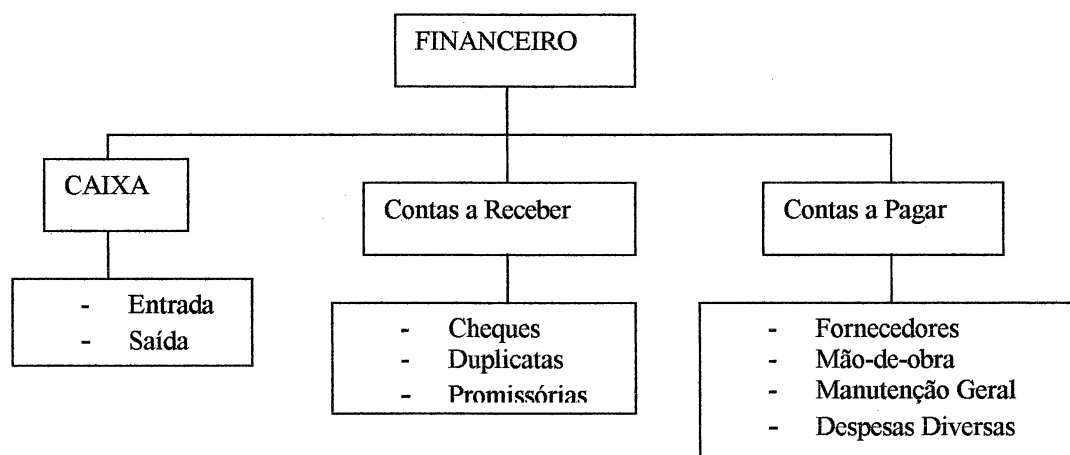 FINANCEIRO
CAIXA
Contas a Receber
Contas a Pagar
- Entrada
- Saída
- Cheques
- Duplicatas
- Promissórias
- Fornecedores
- Mão-de-obra
- Manutenção Geral
- Despesas Diversas